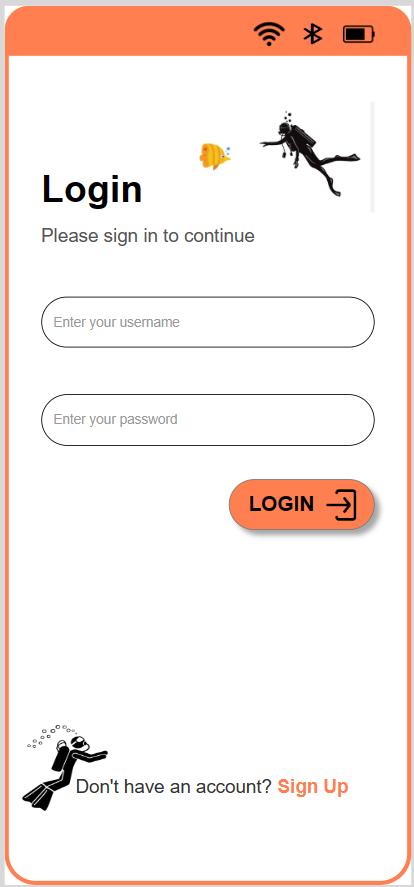 Login
Please sign in to continue
Enter your username
Enter your password
LOGIN
Don't have an account? Sign Up